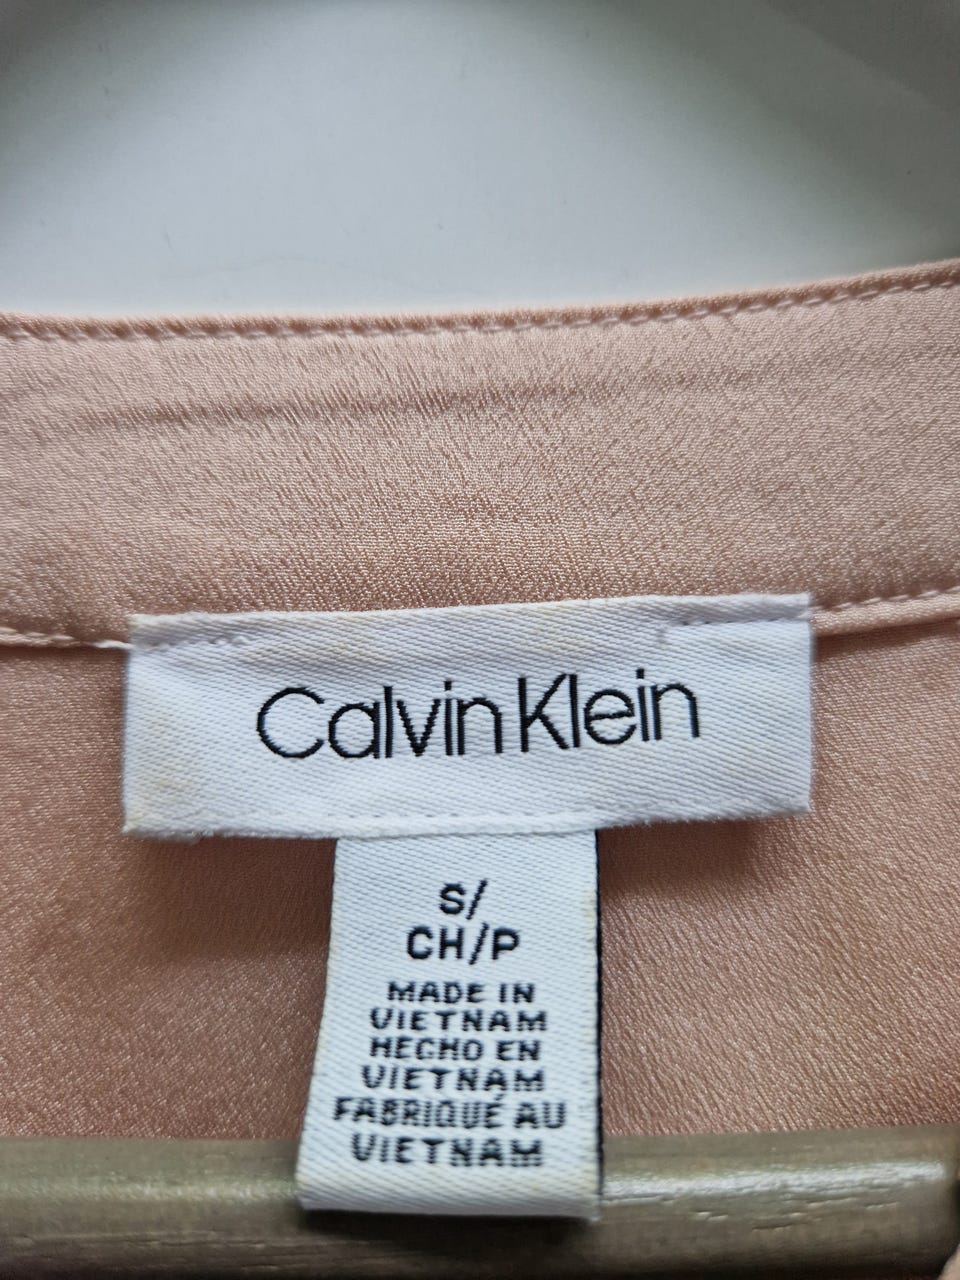 Calvin Klein
S/
CH/P
MADE IN
VIETNAM
HECHO EN
VIETNAM
FABRIQUÉ AU
VIETNAM